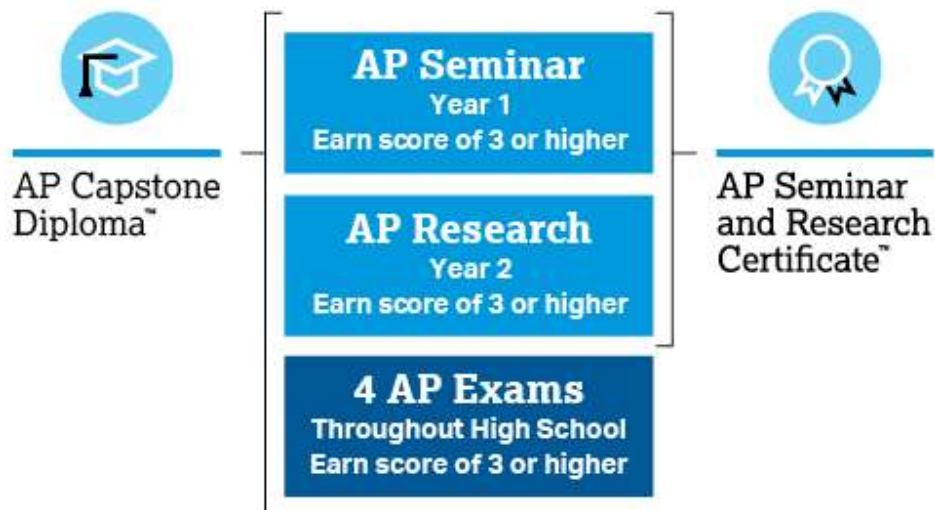 AP Capstone
Diploma™
AP Seminar
Year 1
Earn score of 3 or higher
AP Research
Year 2
Earn score of 3 or higher
4 AP Exams
Throughout High School
Earn score of 3 or higher
AP Seminar
and Research
Certificate™